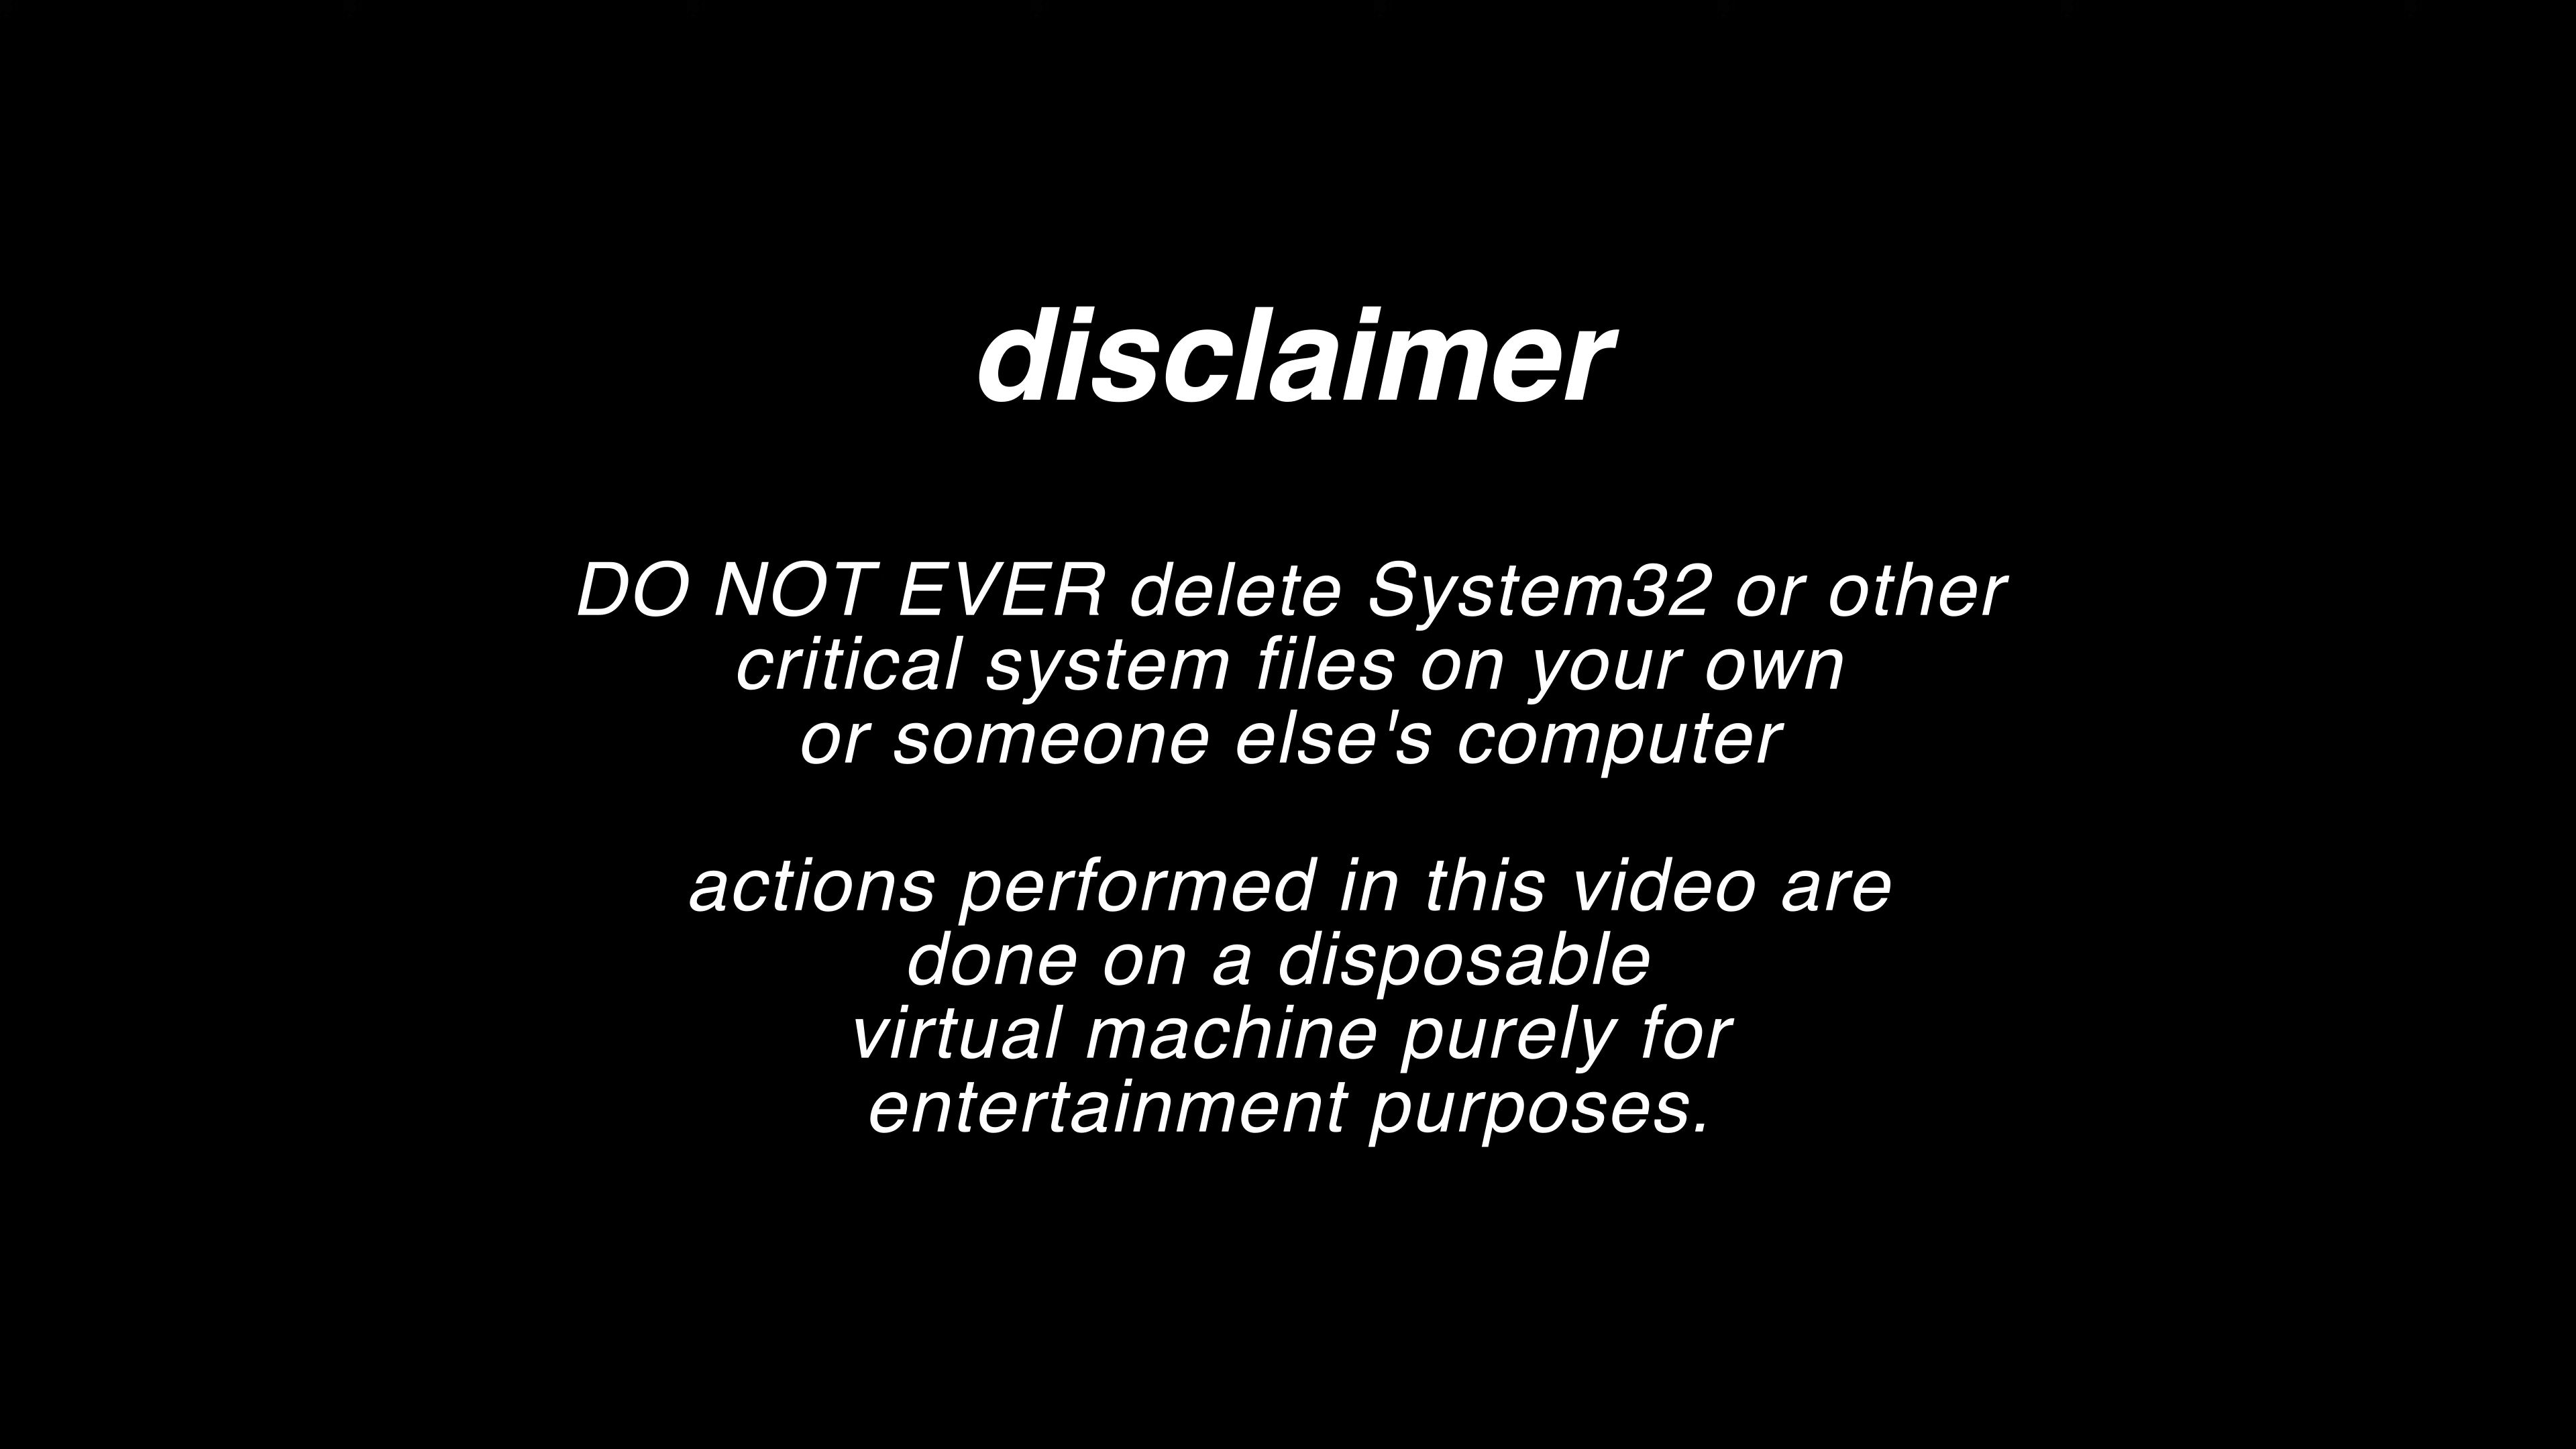 disclaimer
DO NOT EVER delete System32 or other
critical system files on your own
or someone else's computer
actions performed in this video are
done on a disposable
virtual machine purely for
entertainment purposes.